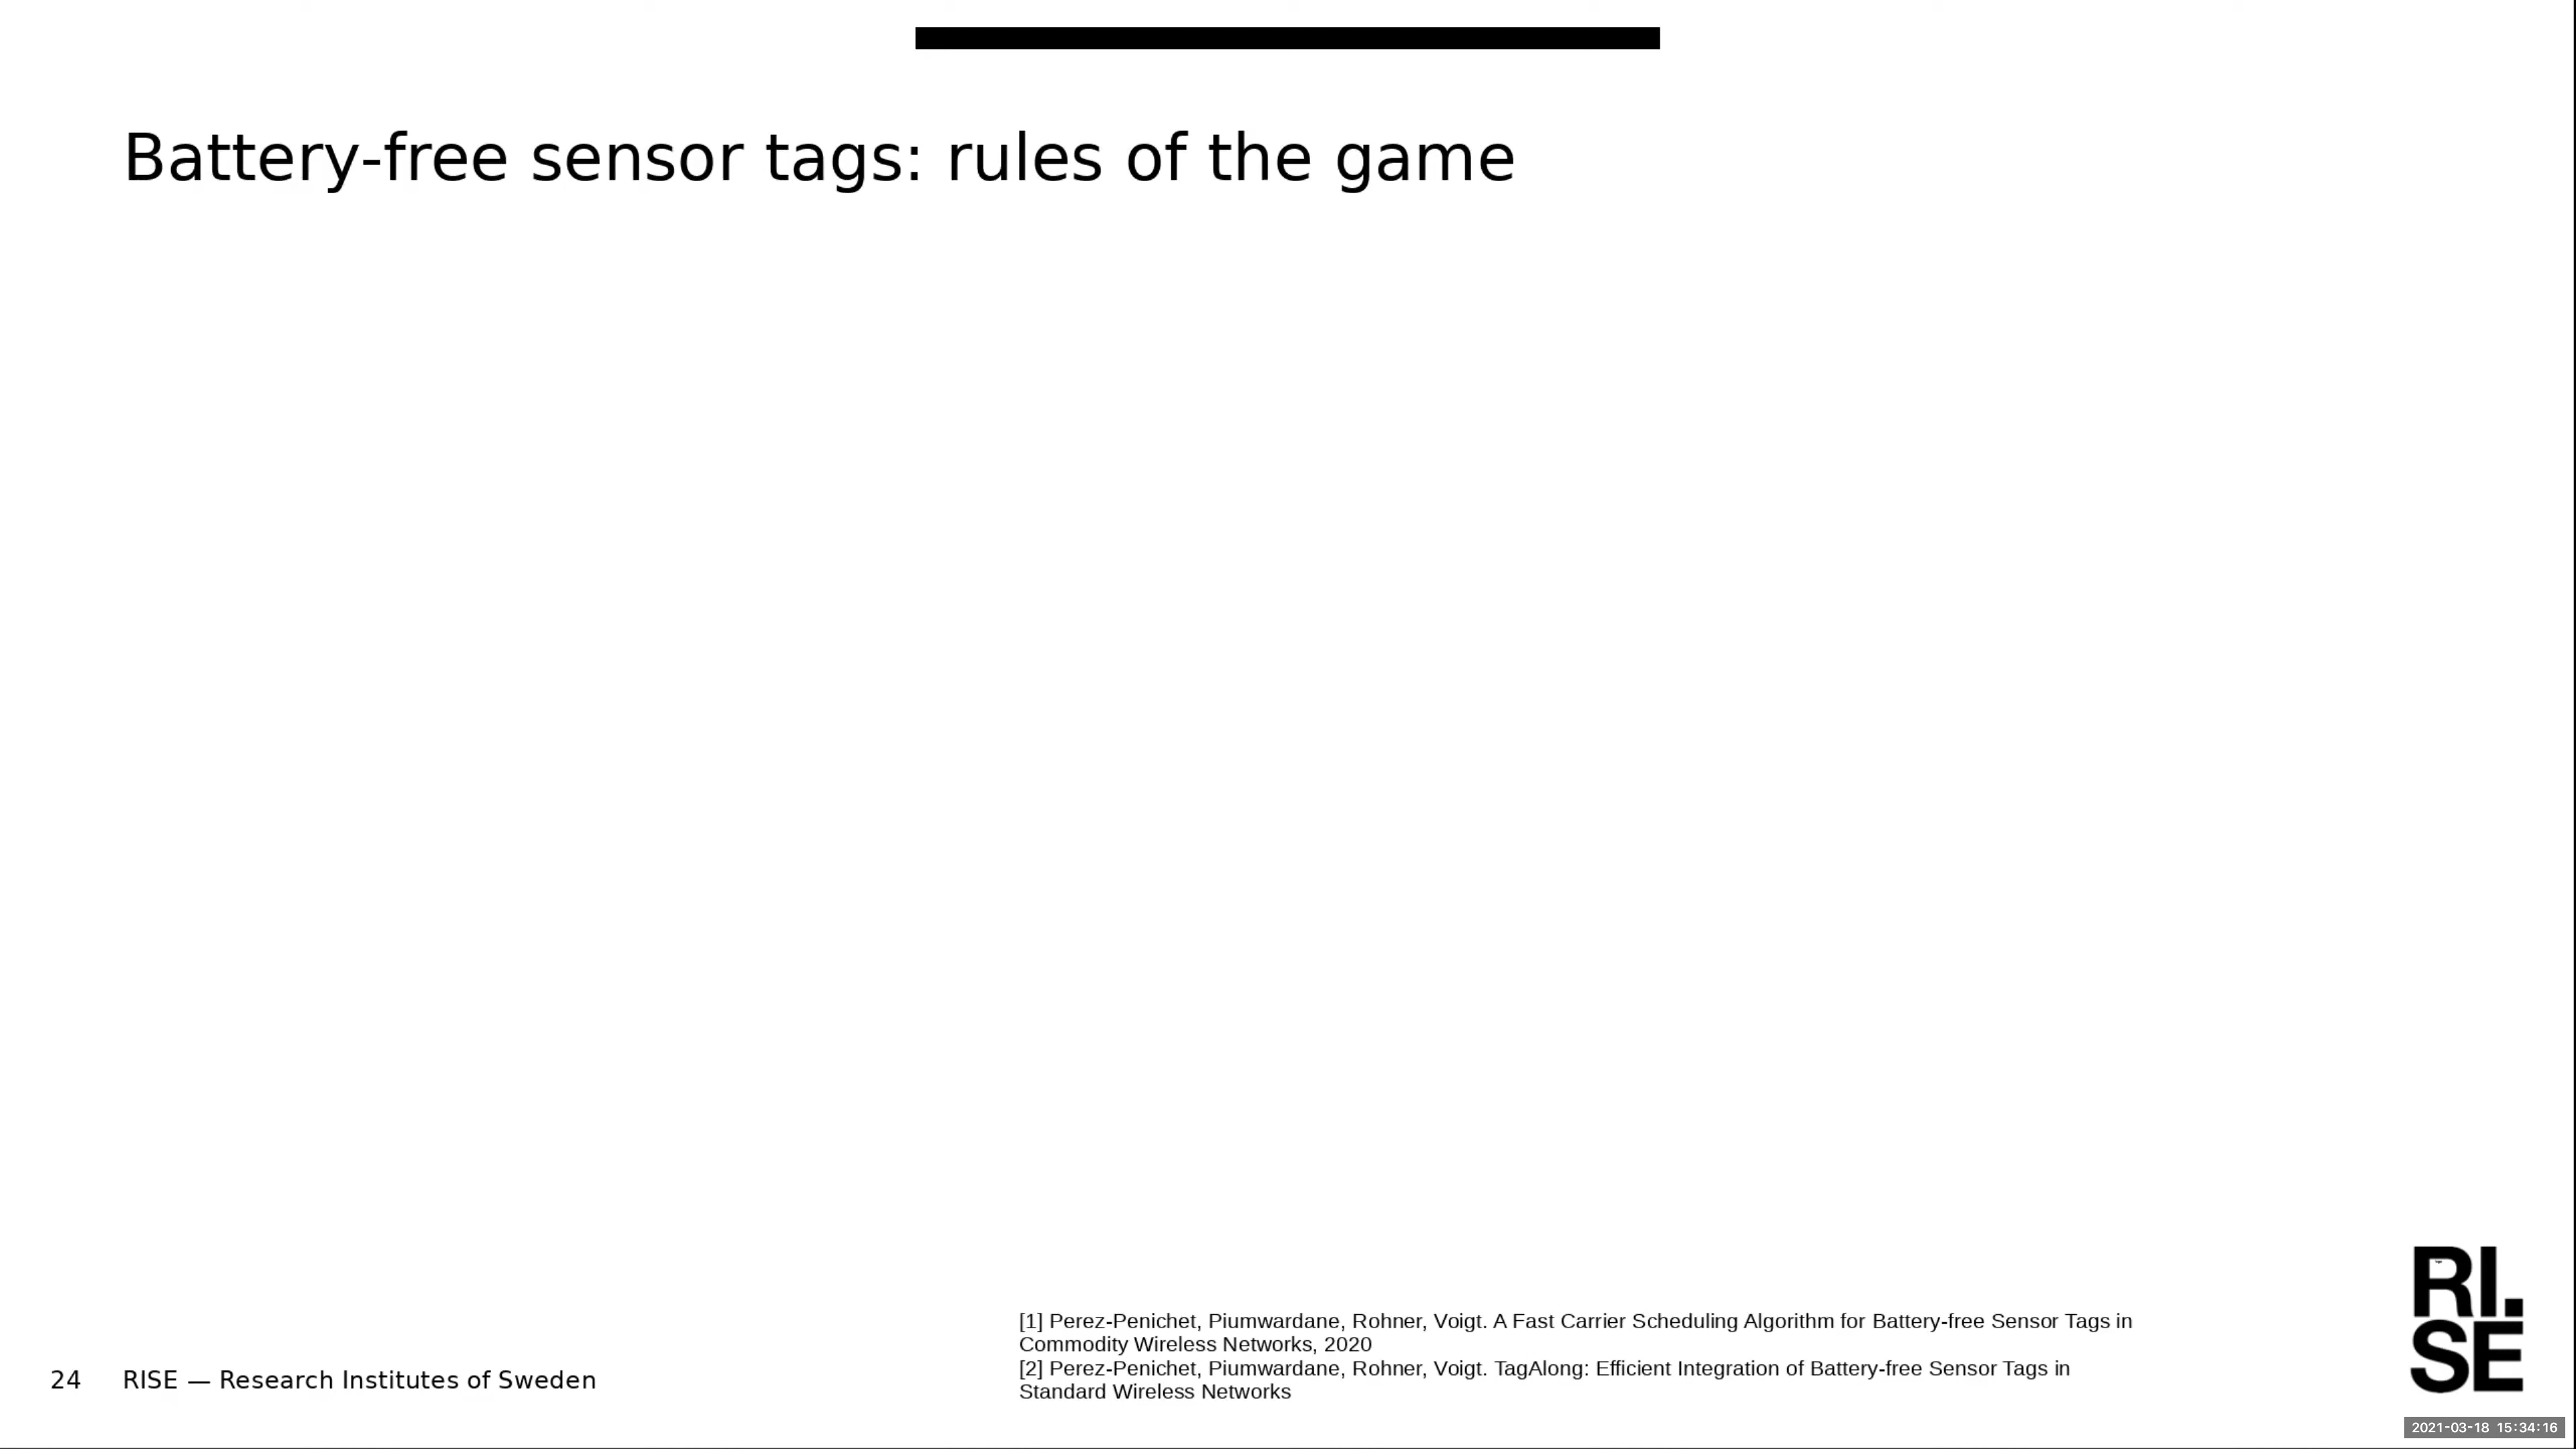 Battery-free sensor tags: rules of the game
[1] Perez-Penichet, Piumwardane, Rohner, Voigt. A Fast Carrier Scheduling Algorithm for Battery-free Sensor Tags in
Commodity Wireless Networks, 2020
[2] Perez-Penichet, Piumwardane, Rohner, Voigt. TagAlong: Efficient Integration of Battery-free Sensor Tags in
Standard Wireless Networks
24 RISE — Research Institutes of Sweden
RI.
SE
2021-03-18 15:34:16